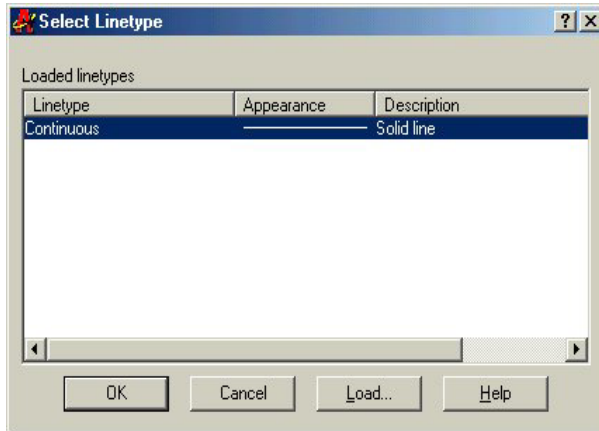 Select Linetype
Loaded linetypes
Linetype Appearance Description
Continuous Solid line
OK Cancel Load... Help